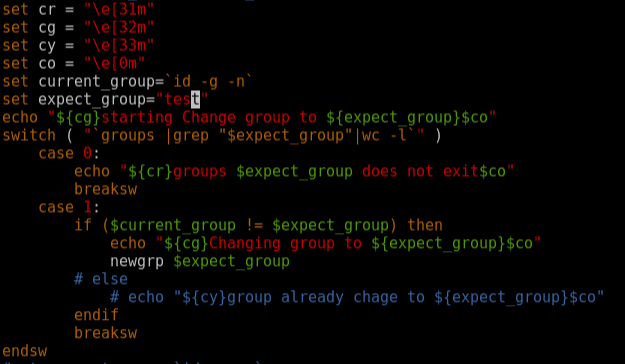 set cr = "\e[31m"
set cg = "\e[32m"
set cy = "\e[33m"
set co = "\e[0m"
set current_group=`id -g -n`
set expect_group="test"
echo "${cg}starting Change group to ${expect_group}$co"
switch ( "`groups |grep "$expect_group"|wc -l`" )
    case 0:
        echo "${cr}groups $expect_group does not exit$co"
        breaksw
    case 1:
        if ($current_group != $expect_group) then
            echo "${cg}Changing group to ${expect_group}$co"
            newgrp $expect_group
        # else
            # echo "${cy}group already chage to ${expect_group}$co"
        endif
        breaksw
endsw